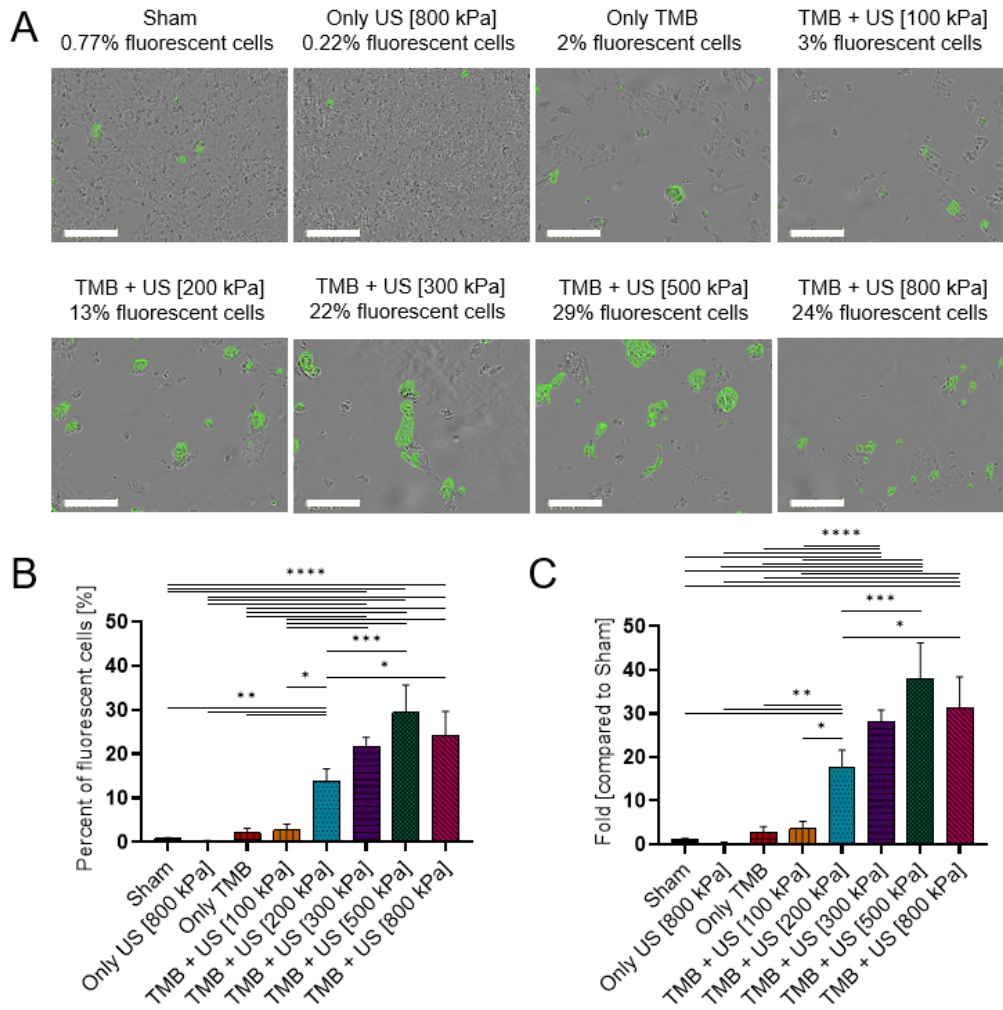 A
Sham
0.77% fluorescent cells
Only US [800 kPa]
0.22% fluorescent cells
Only TMB
2% fluorescent cells
TMB + US [100 kPa]
3% fluorescent cells
TMB + US [200 kPa]
13% fluorescent cells
TMB + US [300 kPa]
22% fluorescent cells
TMB + US [500 kPa]
29% fluorescent cells
TMB + US [800 kPa]
24% fluorescent cells
B
Percent of fluorescent cells [%]
50
40
30
20
10
0
****
***
*
*
**
Sham
Only US [800 kPa]
Only TMB
TMB + US [100 kPa]
TMB + US [200 kPa]
TMB + US [300 kPa]
TMB + US [500 kPa]
TMB + US [800 kPa]
C
Fold [compared to Sham]
50
40
30
20
10
0
****
***
*
**
*
Sham
Only US [800 kPa]
Only TMB
TMB + US [100 kPa]
TMB + US [200 kPa]
TMB + US [300 kPa]
TMB + US [500 kPa]
TMB + US [800 kPa]